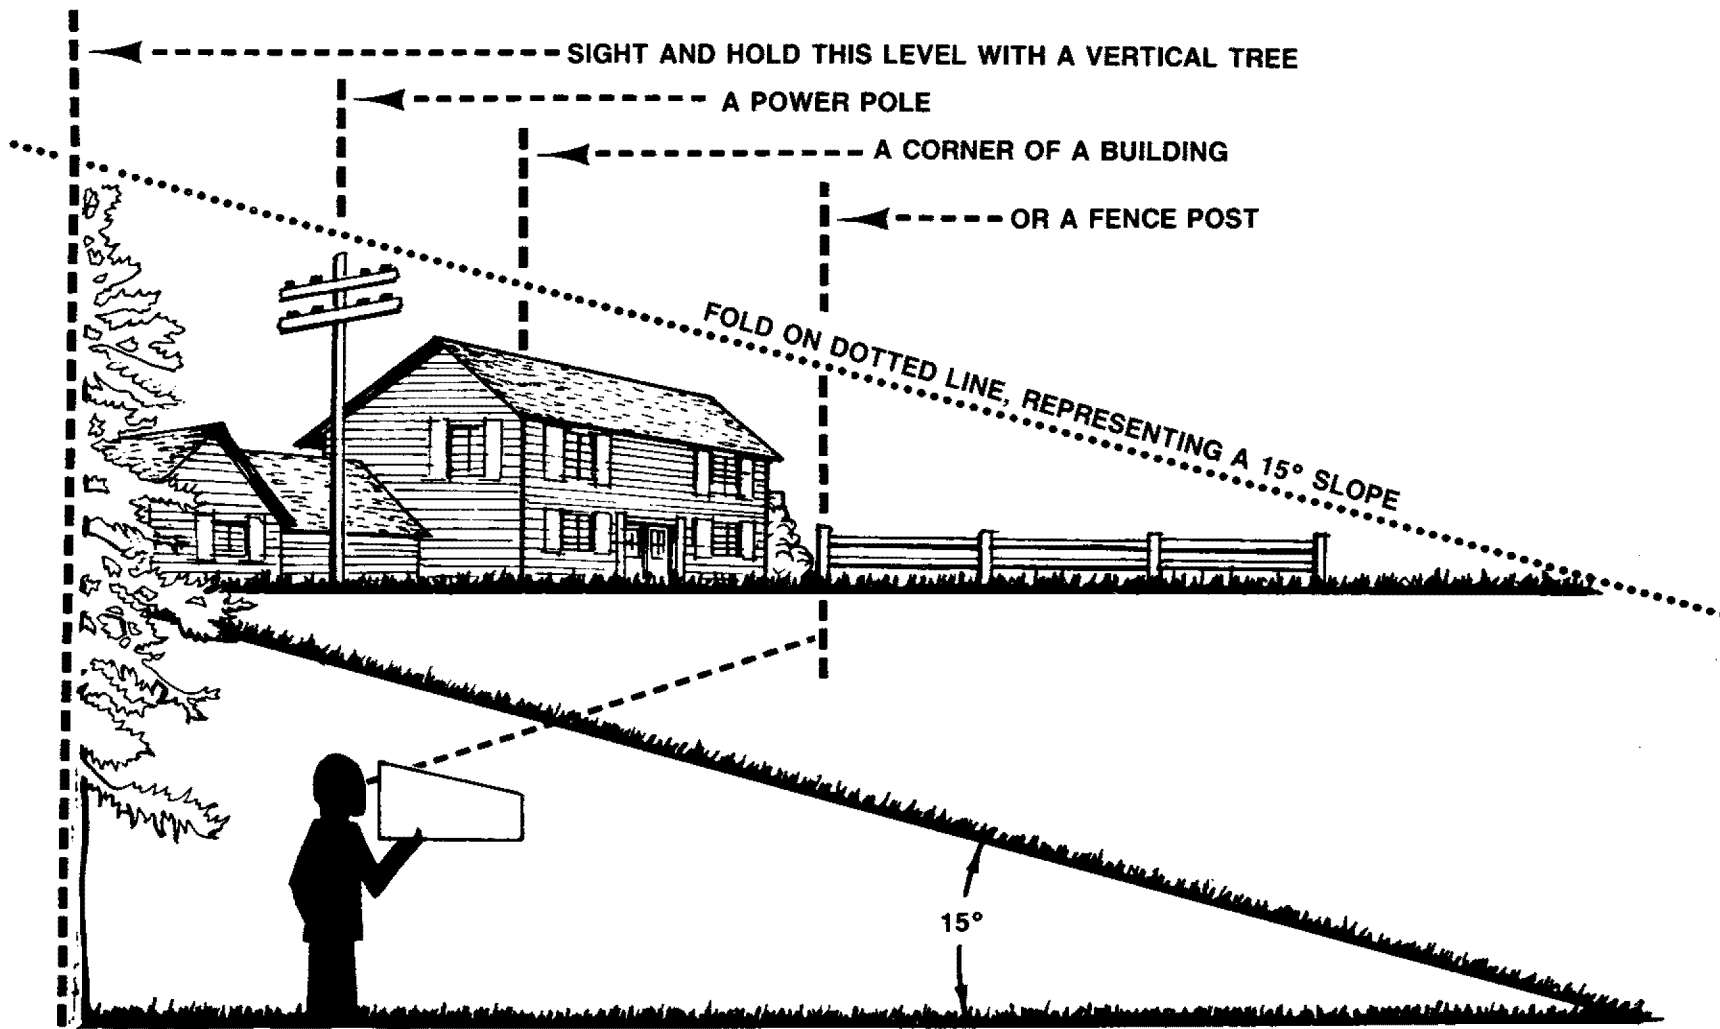 SIGHT AND HOLD THIS LEVEL WITH A VERTICAL TREE
A POWER POLE
A CORNER OF A BUILDING
OR A FENCE POST
FOLD ON DOTTED LINE, REPRESENTING A 15° SLOPE
15°